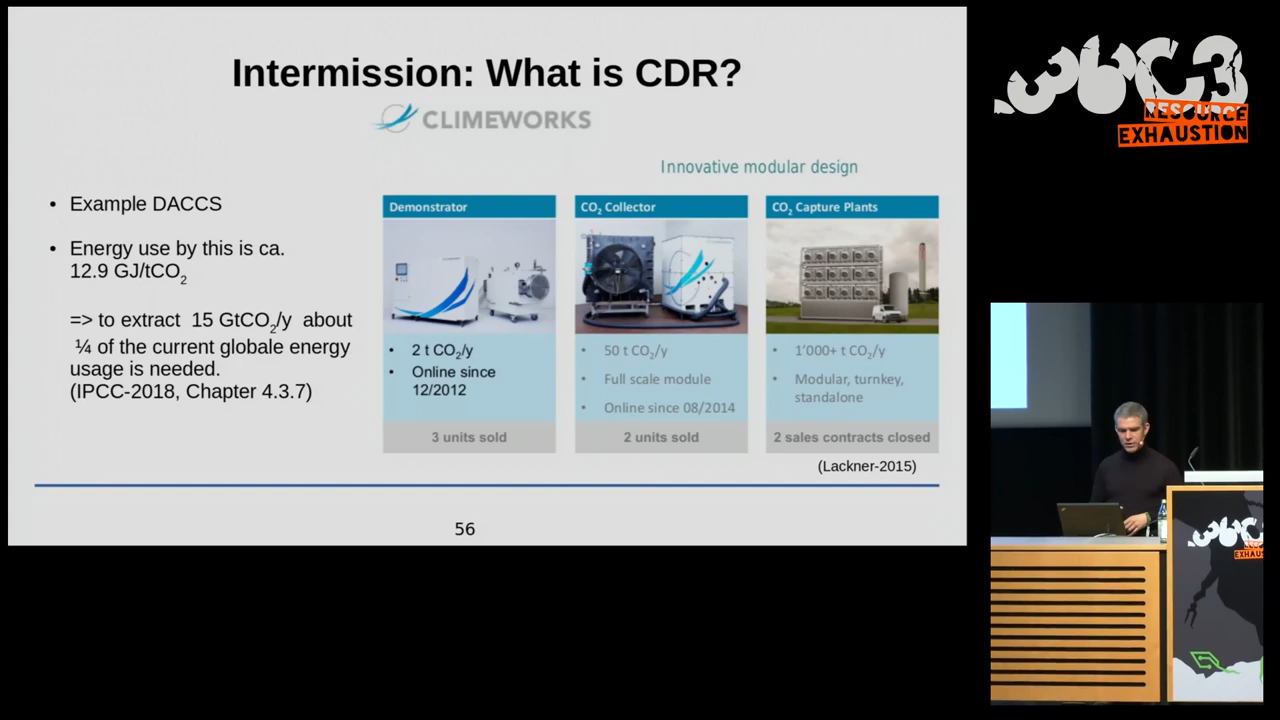 Intermission: What is CDR?
CLIMEWORKS
Innovative modular design
• Example DACCS
• Energy use by this is ca.
12.9 GJ/tCO2
=> to extract 15 GtCO2/y about
¼ of the current globale energy
usage is needed.
(IPCC-2018, Chapter 4.3.7)
Demonstrator
• 2 t CO2/y
• Online since
12/2012
3 units sold
CO2 Collector
• 50 t CO2/y
• Full scale module
• Online since 08/2014
2 units sold
CO2 Capture Plants
• 1'000+ t CO2/y
• Modular, turnkey,
standalone
2 sales contracts closed
(Lackner-2015)
56
36C3
RESOURCE
EXHAUSTION
36C3